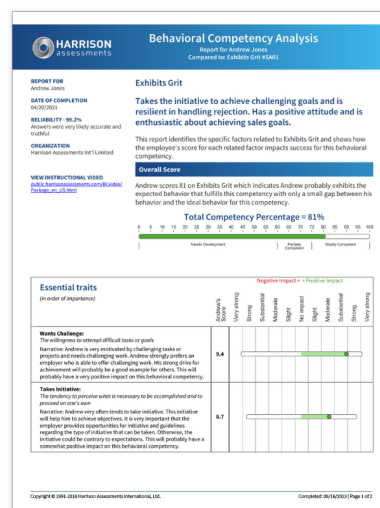 HARRISON
assessments
Behavioral Competency Analysis
Report for Andrew Jones
Compared to: Exhibits Grit #SA01
REPORT FOR
Andrew Jones
DATE OF COMPLETION
04/20/2021
RELIABILITY - 99.2%
Answers were very likely accurate and
truthful
ORGANIZATION
Harrison Assessments Int'l Limited
VIEW INSTRUCTIONAL VIDEO
public.harrisonassessments.com/BCvideo/
Package_en_US.html
Exhibits Grit
Takes the initiative to achieve challenging goals and is
resilient in handling rejection. Has a positive attitude and is
enthusiastic about achieving sales goals.
This report identifies the specific factors related to Exhibits Grit and shows how
the employee's score for each related factor impacts success for this behavioral
competency.
Overall Score
Andrew scores 81 on Exhibits Grit which indicates Andrew probably exhibits the
expected behavior that fulfills this competency with only a small gap between his
behavior and the ideal behavior for this competency.
Total Competency Percentage = 81%
0 5 10 15 20 25 30 35 40 45 50 55 60 65 70 75 80 85 90 95 100
Needs Development
Partially
Competent
Mostly Competent
Essential traits
(in order of importance)
Negative Impact < > Positive Impact
Andrew's
Score
Very strong
Strong
Substantial
Moderate
Slight
No impact
Slight
Moderate
Substantial
Strong
Very strong
Wants Challenge:
The willingness to attempt difficult tasks or goals
Narrative: Andrew is very motivated by challenging tasks or
projects and needs challenging work. Andrew strongly prefers an
employer who is able to offer challenging work. His strong drive for
achievement will probably be a good example for others. This will
probably have a very positive impact on this behavioral competency.
9.4
Takes Initiative:
The tendency to perceive what is necessary to be accomplished and to
proceed on one's own
Narrative: Andrew very often tends to take initiative. This initiative
will help him to achieve objectives. It is very important that the
employer provides opportunities for initiative and guidelines
regarding the type of initiative that can be taken. Otherwise, the
initiative could be contrary to expectations. This will probably have a
somewhat positive impact on this behavioral competency.
8.7
Copyright © 1991-2018 Harrison Assessments International, Ltd.
Completed: 09/16/2013 | Page 1 of 2